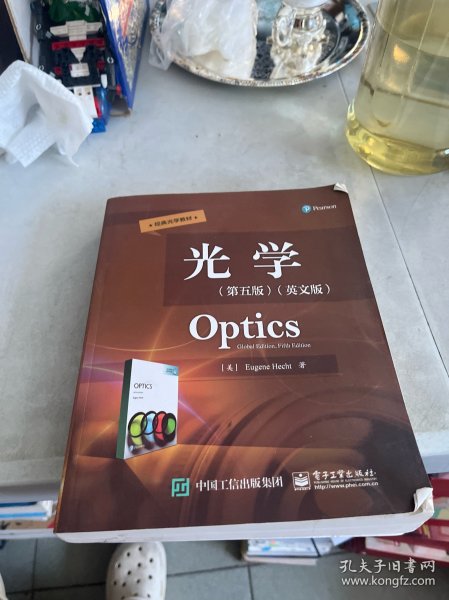 Pearson
★ 经典光学教材 ★
光学
（第五版）（英文版）
Optics
Global Edition, Fifth Edition
［美］ Eugene Hecht 著
OPTICS
中国工信出版集团
电子工业出版社
http://www.phei.com.cn
孔夫子旧书网
www.kongfz.com